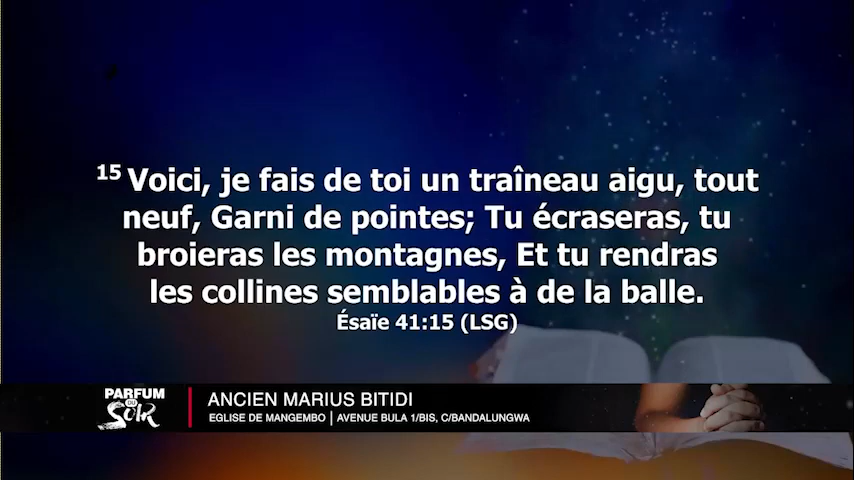 15 Voici, je fais de toi un traîneau aigu, tout
neuf, Garni de pointes; Tu écraseras, tu
broieras les montagnes, Et tu rendras
les collines semblables à de la balle.
Ésaïe 41:15 (LSG)
PARFUM
DU
SOIR
ANCIEN MARIUS BITIDI
EGLISE DE MANGEMBO | AVENUE BULA 1/BIS, C/BANDALUNGWA